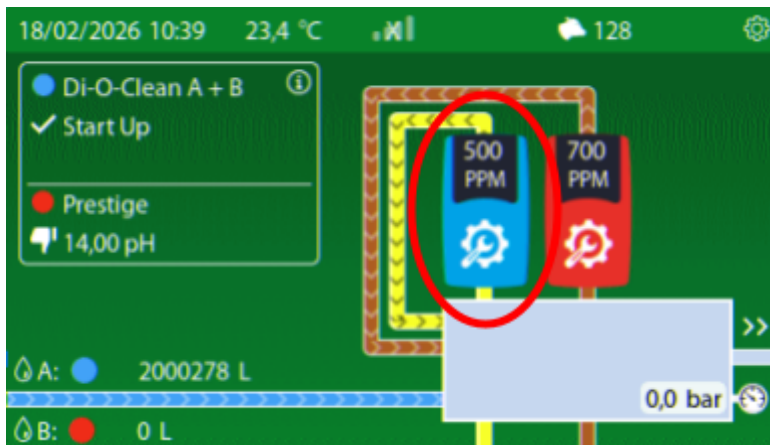 18/02/2026 10:39 23,4 °C 128
Di-O-Clean A + B
Start Up
Prestige
14,00 pH
500 PPM
700 PPM
A: 2000278 L
0,0 bar
B: 0 L